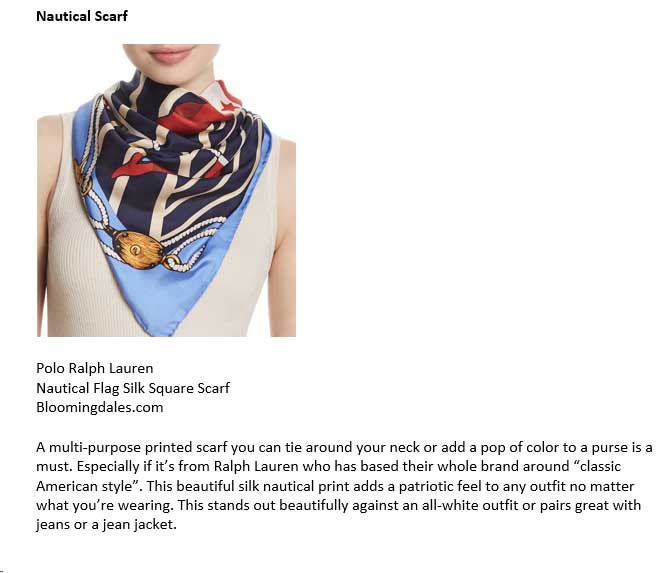 Nautical Scarf
Polo Ralph Lauren
Nautical Flag Silk Square Scarf
Bloomingdales.com
A multi-purpose printed scarf you can tie around your neck or add a pop of color to a purse is a
must. Especially if it’s from Ralph Lauren who has based their whole brand around “classic
American style”. This beautiful silk nautical print adds a patriotic feel to any outfit no matter
what you’re wearing. This stands out beautifully against an all-white outfit or pairs great with
jeans or a jean jacket.